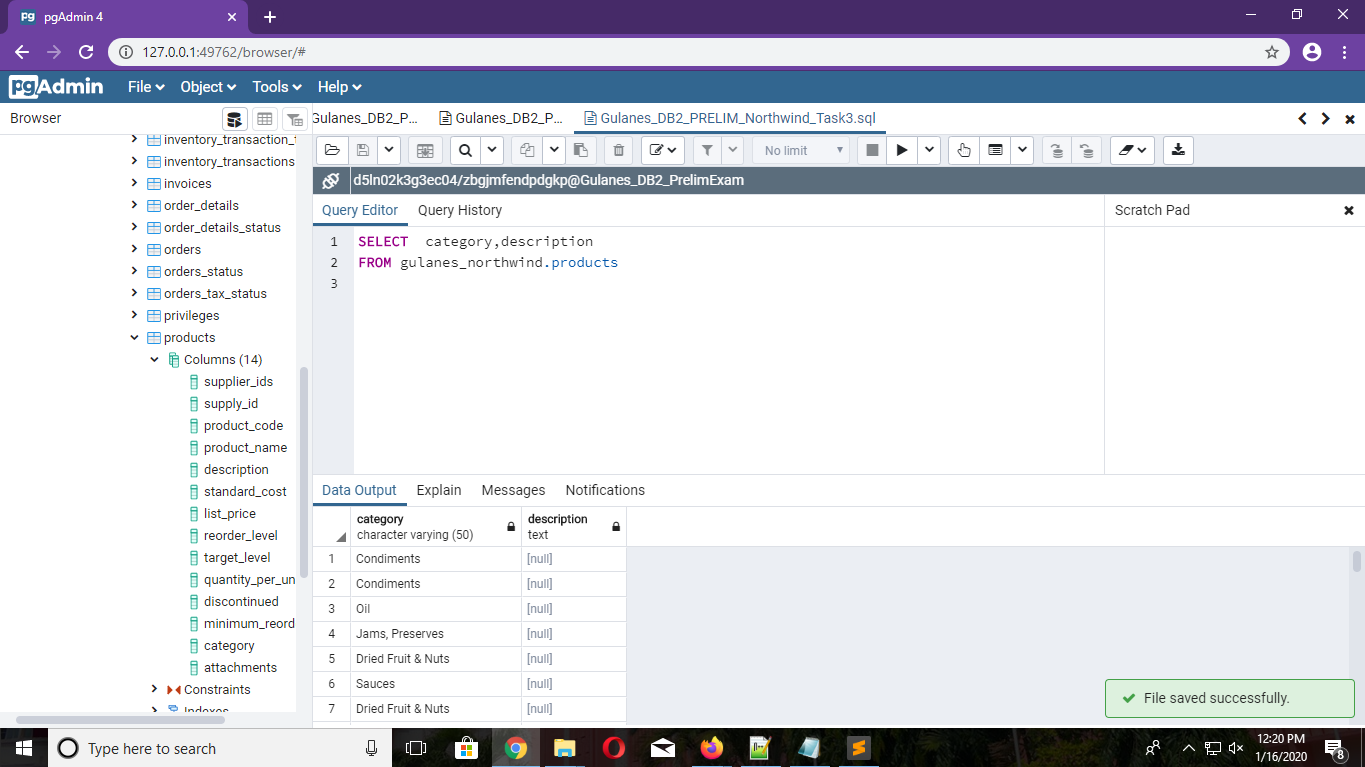 pgAdmin 4
127.0.0.1:49762/browser/#
pgAdmin
File Object Tools Help
Browser
Gulanes_DB2_P...
Gulanes_DB2_P...
Gulanes_DB2_PRELIM_Northwind_Task3.sql
No limit
d5ln02k3g3ec04/zbgjmfendpdgkp@Gulanes_DB2_PrelimExam
Query Editor Query History
Scratch Pad
1 SELECT  category,description
2 FROM gulanes_northwind.products
3
inventory_transaction_t
inventory_transactions
invoices
order_details
order_details_status
orders
orders_status
orders_tax_status
privileges
products
Columns (14)
supplier_ids
supply_id
product_code
product_name
description
standard_cost
list_price
reorder_level
target_level
quantity_per_un
discontinued
minimum_reord
category
attachments
Constraints
Indexes
Data Output Explain Messages Notifications
category
character varying (50)
description
text
1 Condiments [null]
2 Condiments [null]
3 Oil [null]
4 Jams, Preserves [null]
5 Dried Fruit & Nuts [null]
6 Sauces [null]
7 Dried Fruit & Nuts [null]
File saved successfully.
Type here to search
12:20 PM
1/16/2020
8